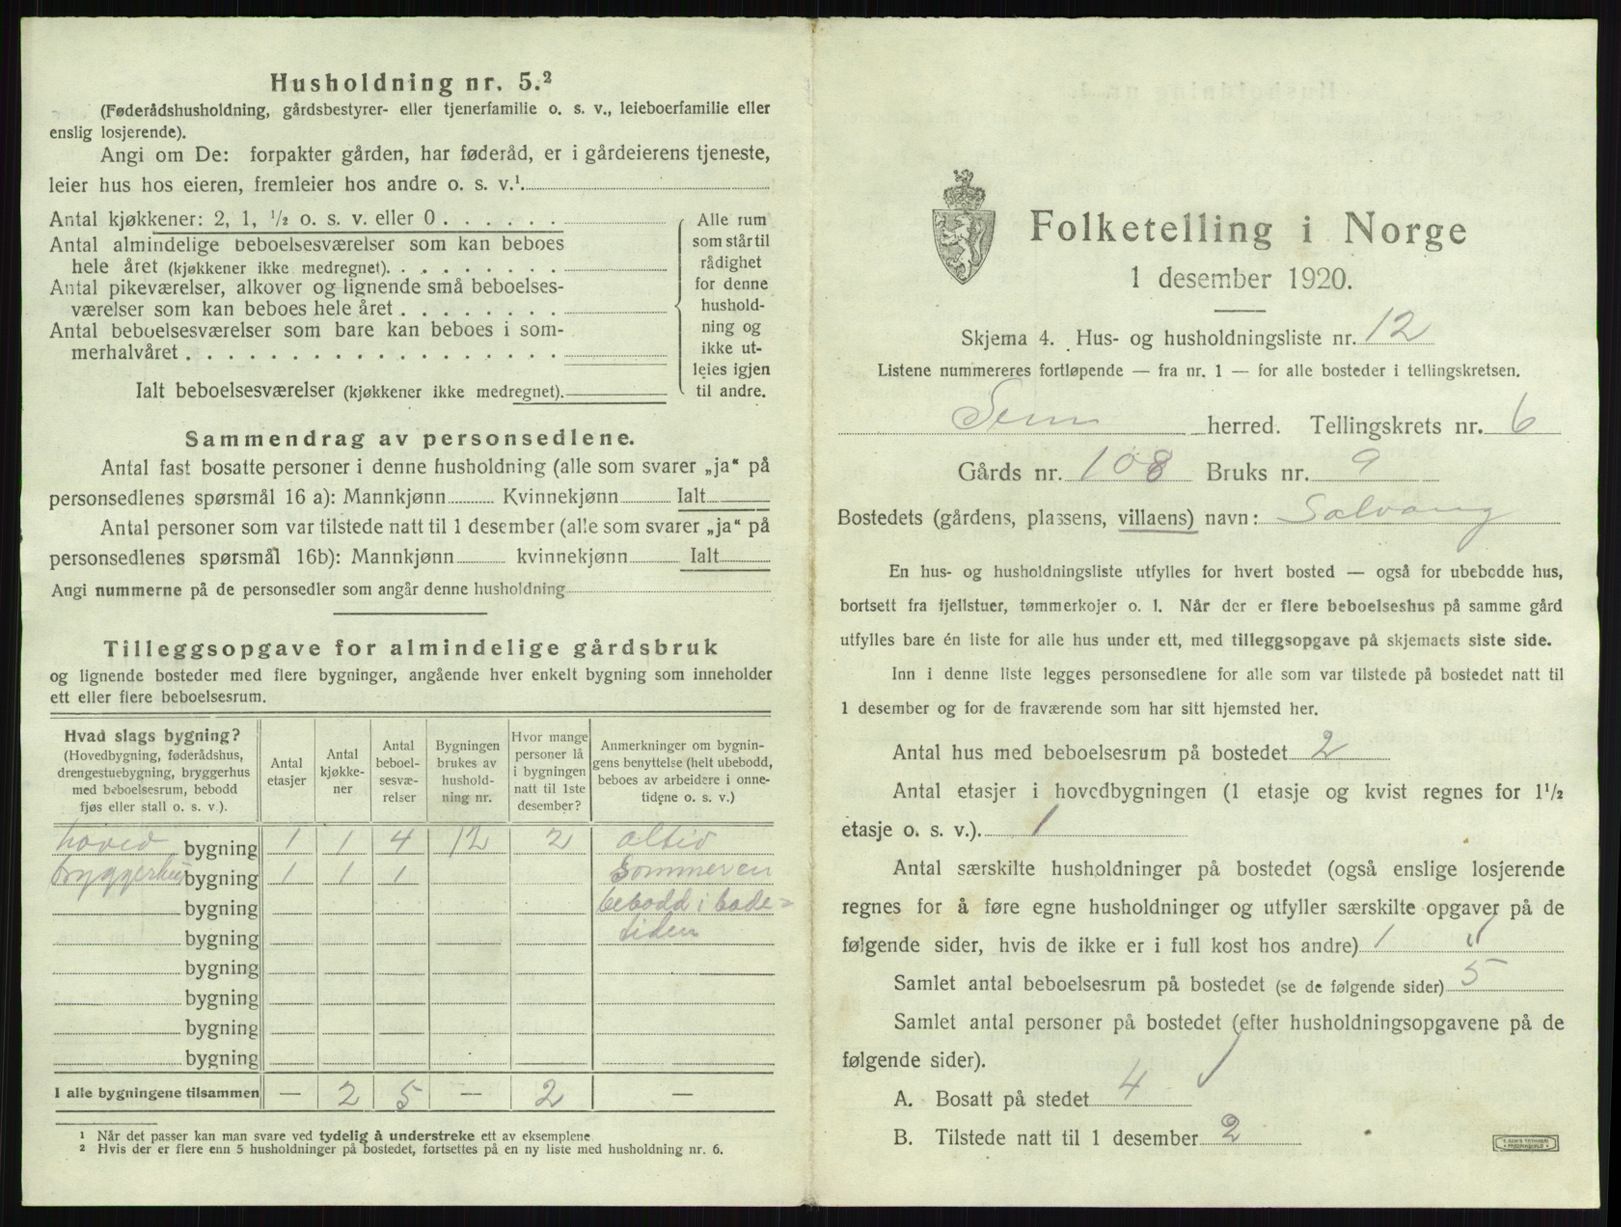 Husholdning nr. 5.²
(Føderådshusholdning, gårdsbestyrer- eller tjenerfamilie o. s. v., leieboerfamilie eller
enslig losjerende).
Angi om De: forpakter gården, har føderåd, er i gårdeierens tjeneste,
leier hus hos eieren, fremleier hos andre o. s. v.¹
Antal kjøkkener: 2, 1, ½ o. s. v. eller 0 . . . . . .
Antal almindelige beboelsesværelser som kan beboes
hele året (kjøkkener ikke medregnet). . . . . . . . .
Antal pikeværelser, alkover og lignende små beboelses-
værelser som kan beboes hele året . . . . . . . .
Antal beboelsesværelser som bare kan beboes i som-
merhalvåret . . . . . . . . . . . . . . . . . .
Ialt beboelsesværelser (kjøkkener ikke medregnet).
Alle rum
som står til
rådighet
for denne
hushold-
ning og
ikke ut-
leies igjen
til andre.
Sammendrag av personsedlene.
Antal fast bosatte personer i denne husholdning (alle som svarer „ja“ på
personsedlenes spørsmål 16 a): Mannkjønn Kvinnekjønn Ialt
Antal personer som var tilstede natt til 1 desember (alle som svarer „ja“ på
personsedlenes spørsmål 16b): Mannkjønn kvinnekjønn Ialt
Angi nummerne på de personsedler som angår denne husholdning
Tilleggsopgave for almindelige gårdsbruk
og lignende bosteder med flere bygninger, angående hver enkelt bygning som inneholder
ett eller flere beboelsesrum.
Hvad slags bygning?
(Hovedbygning, føderådshus,
drengestuebygning, bryggerhus
med beboelsesrum, bebodd
fjøs eller stall o. s. v.).
Antal
etasjer
Antal
kjøkke-
ner
Antal
beboel-
sesvæ-
relser
Bygningen
brukes av
hushold-
ning nr.
Hvor mange
personer lå
i bygningen
natt til 1ste
desember?
Anmerkninger om bygnin-
gens benyttelse (helt ubebodd,
beboes av arbeidere i onne-
tidene o. s. v.)
hoved bygning 1 1 4 12 2 altid
bryggerhus bygning 1 1 1 Sommeren
bygning bebodd i bade-
bygning tiden
bygning
bygning
bygning
bygning
I alle bygningene tilsammen — 2 5 — 2 —
¹ Når det passer kan man svare ved tydelig å understreke ett av eksemplene
² Hvis der er flere enn 5 husholdninger på bostedet, fortsettes på en ny liste med husholdning nr. 6.
Folketelling i Norge
1 desember 1920.
Skjema 4. Hus- og husholdningsliste nr. 12
Listene nummereres fortløpende — fra nr. 1 — for alle bosteder i tellingskretsen.
Sem herred. Tellingskrets nr. 6
Gårds nr. 108 Bruks nr. 9
Bostedets (gårdens, plassens, villaens) navn: Solvang
En hus- og husholdningsliste utfylles for hvert bosted — også for ubebodde hus,
bortsett fra fjellstuer, tømmerkojer o. l. Når der er flere beboelseshus på samme gård
utfylles bare én liste for alle hus under ett, med tilleggsopgave på skjemaets siste side.
Inn i denne liste legges personsedlene for alle som var tilstede på bostedet natt til
1 desember og for de fraværende som har sitt hjemsted her.
Antal hus med beboelsesrum på bostedet 2
Antal etasjer i hovedbygningen (1 etasje og kvist regnes for 1½
etasje o. s. v.). 1
Antal særskilte husholdninger på bostedet (også enslige losjerende
regnes for å føre egne husholdninger og utfyller særskilte opgaver på de
følgende sider, hvis de ikke er i full kost hos andre) 1
Samlet antal beboelsesrum på bostedet (se de følgende sider) 5
Samlet antal personer på bostedet (efter husholdningsopgavene på de
følgende sider).
A. Bosatt på stedet 4
B. Tilstede natt til 1 desember 2